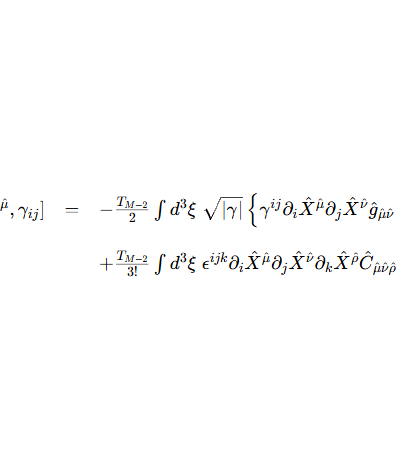 ^{\hat{\mu}}, \gamma_{ij}] = -\frac{T_{M-2}}{2} \int d^3\xi \sqrt{|\gamma|} \left\{ \gamma^{ij} \partial_i \hat{X}^{\hat{\mu}} \partial_j \hat{X}^{\hat{\nu}} \hat{g}_{\hat{\mu}\hat{\nu}}
+\frac{T_{M-2}}{3!} \int d^3\xi \epsilon^{ijk} \partial_i \hat{X}^{\hat{\mu}} \partial_j \hat{X}^{\hat{\nu}} \partial_k \hat{X}^{\hat{\rho}} \hat{C}_{\hat{\mu}\hat{\nu}\hat{\rho}}